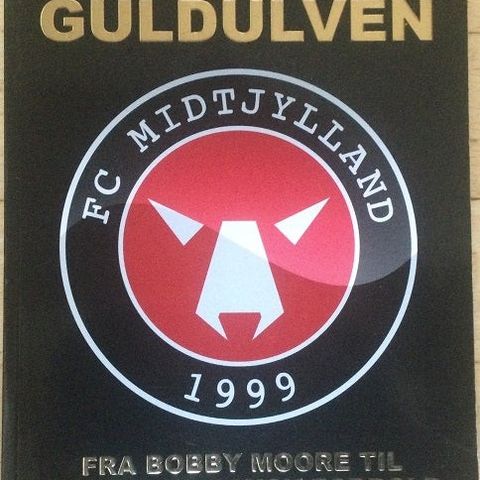 GULDULVEN
FC MIDTJYLLAND
1999
FRA BOBBY MOORE TIL